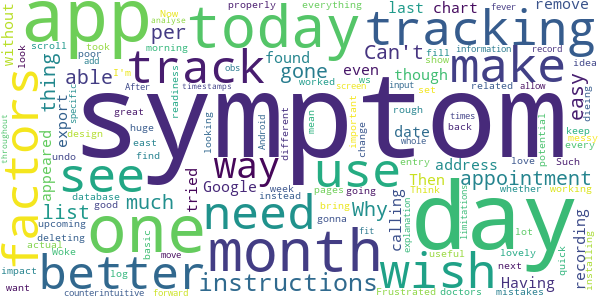 throughout scroll without took everything per chart properly Now analyse fever
app today tracking last remove
poor add morning Can't information record
look I'm track make idea
factors thing able readiness obs found gone even fill show
After worked ws though related allow
specific timestamps symptom easy
export appeared rough date set input
undo great screen important
huge looking different mean change back times whole
design east Android
see way use address keep messy every
find tried Google week instead pages going entry whether working
database Then appointment
list much need Why bring Think love Such
upcoming good one month calling gonna fit explanation useful limitations day potential
deleting Woke basic log
actual better instructions wish recording installing
impact move Having next lot lovely quick
want counterintuitive forward Frustrated doctors mistakes